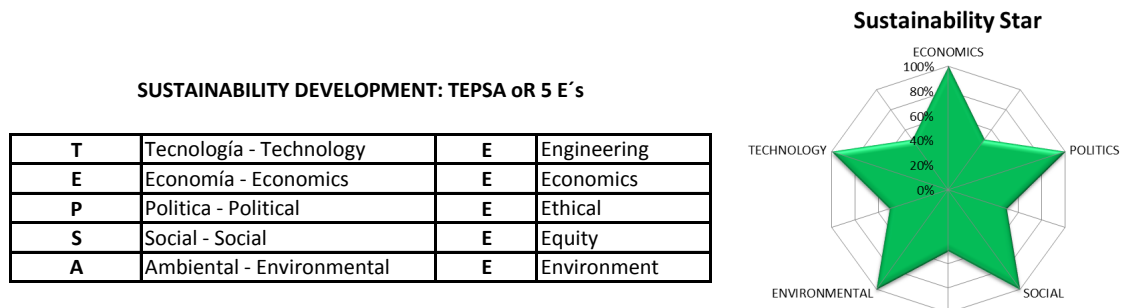 Sustainability Star
SUSTAINABILITY DEVELOPMENT: TEPSA oR 5 E´s
T Tecnología - Technology E Engineering
E Economía - Economics E Economics
P Politica - Political E Ethical
S Social - Social E Equity
A Ambiental - Environmental E Environment
ECONOMICS
100%
80%
60%
40%
20%
0%
TECHNOLOGY
POLITICS
ENVIRONMENTAL
SOCIAL